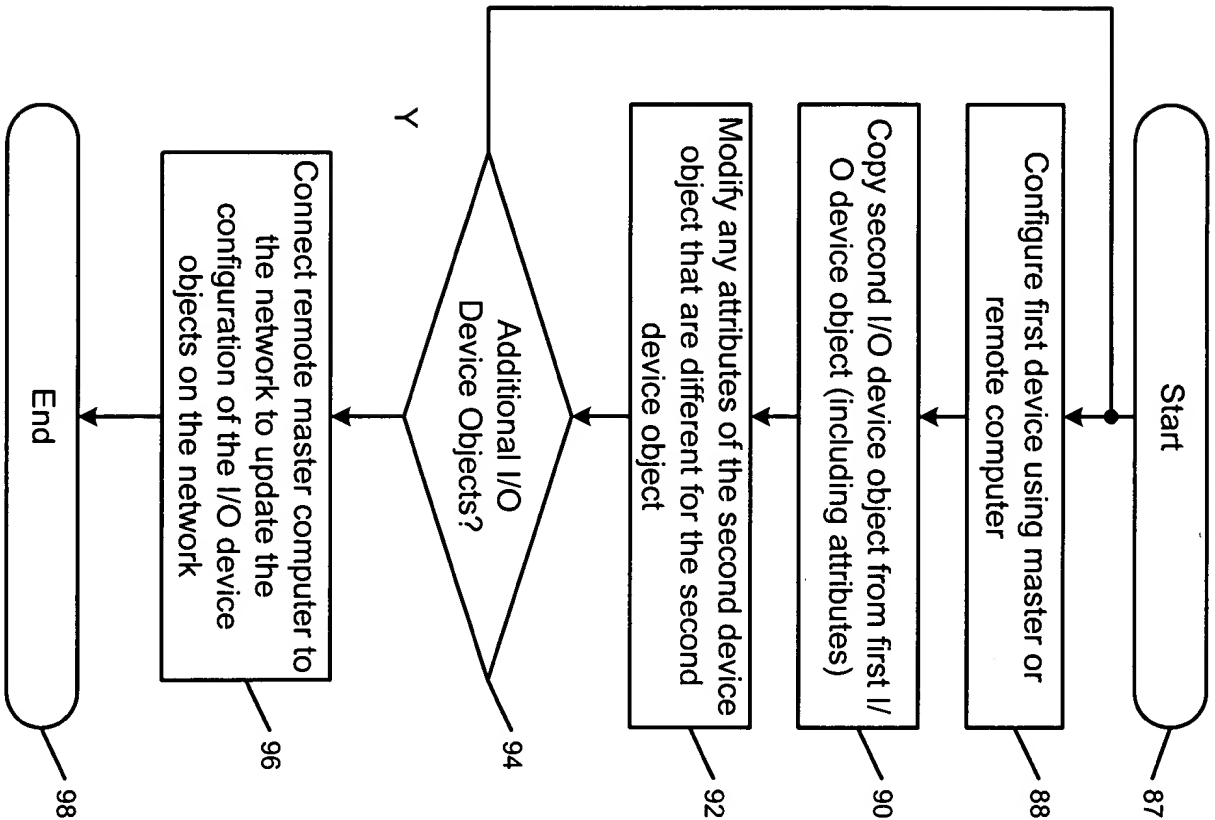 Start
87
Configure first device using master or
remote computer
88
Copy second I/O device object from first I/
O device object (including attributes)
90
Modify any attributes of the second device
object that are different for the second
device object
92
Additional I/O
Device Objects?
94
Y
Connect remote master computer to
the network to update the
configuration of the I/O device
objects on the network
96
End
98